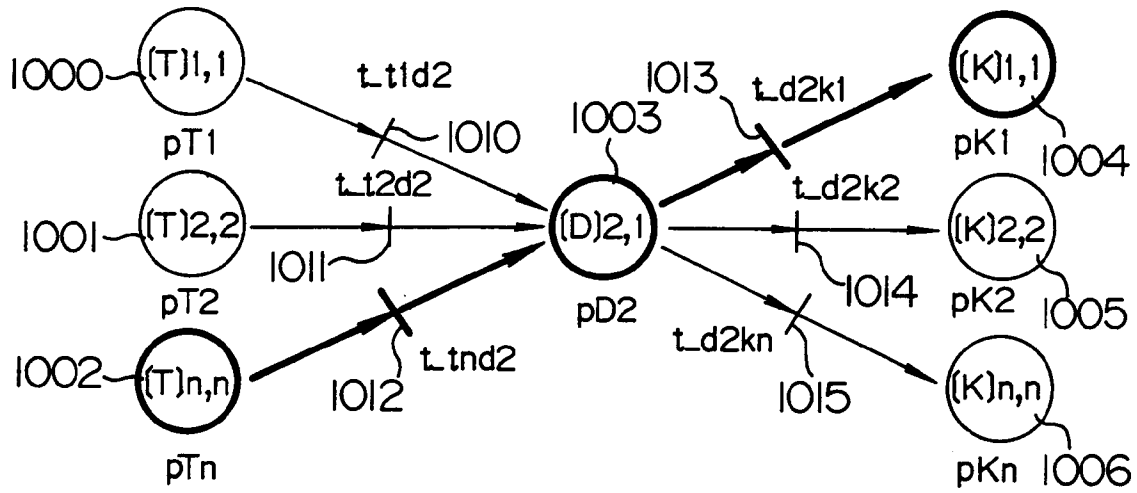 1000
(T)1,1
pT1
t_t1d2
1010
1003
1013
t_d2k1
(K)1,1
pK1
1004
1001
(T)2,2
pT2
t_t2d2
1011
(D)2,1
pD2
t_d2k2
1014
(K)2,2
pK2
1005
1002
(T)n,n
pTn
1012
t_tnd2
t_d2kn
1015
(K)n,n
pKn
1006